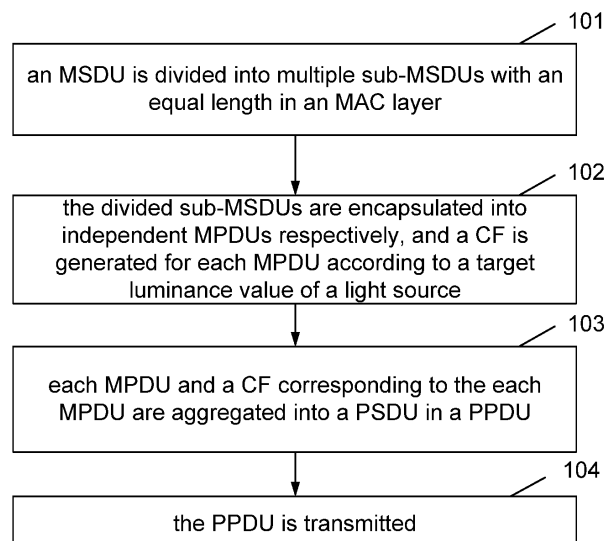 101
an MSDU is divided into multiple sub-MSDUs with an
equal length in an MAC layer
102
the divided sub-MSDUs are encapsulated into
independent MPDUs respectively, and a CF is
generated for each MPDU according to a target
luminance value of a light source
103
each MPDU and a CF corresponding to the each
MPDU are aggregated into a PSDU in a PPDU
104
the PPDU is transmitted